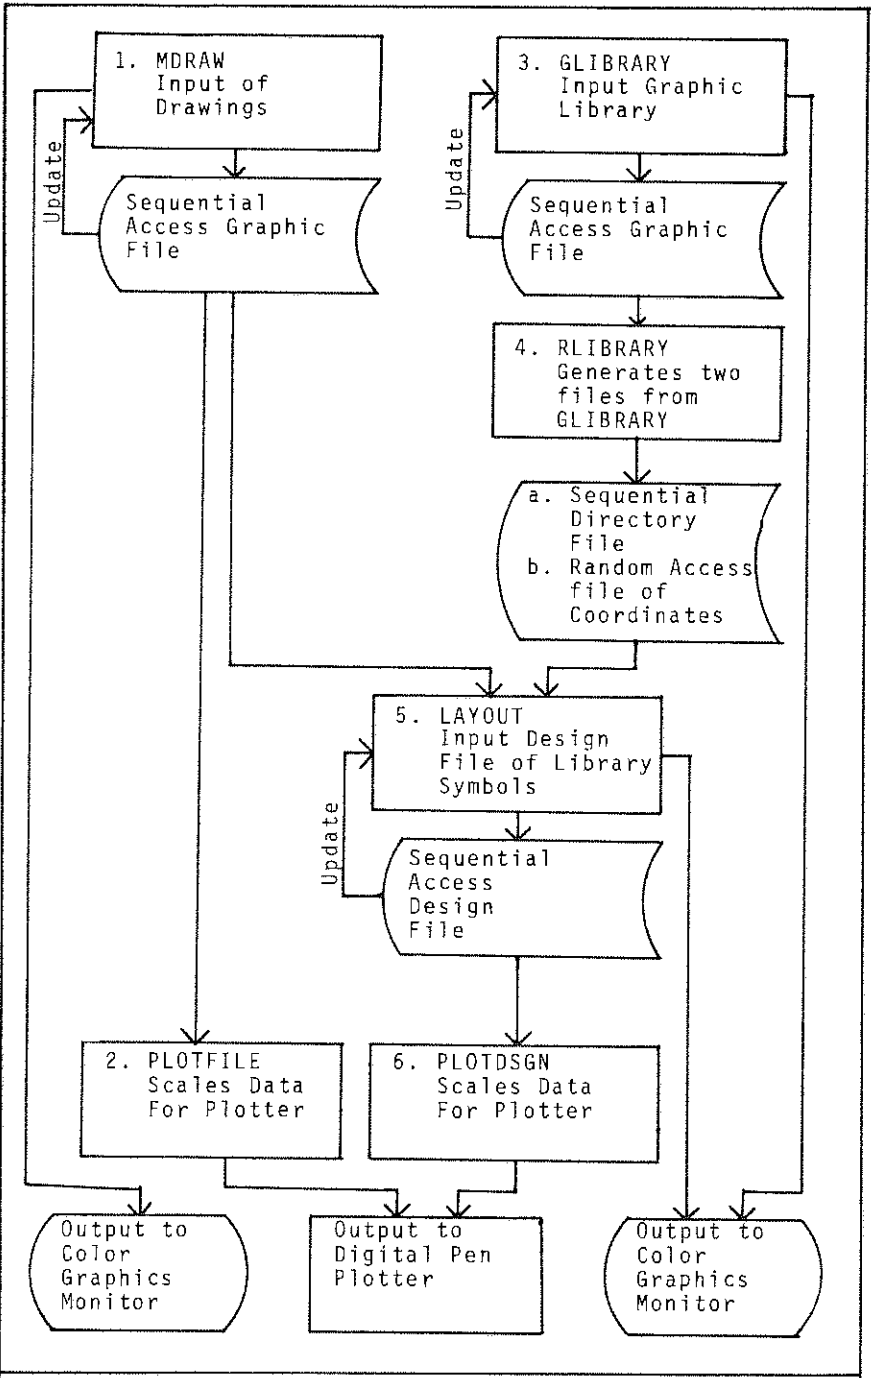 1. MDRAW
Input of
Drawings
Update
Sequential
Access Graphic
File
3. GLIBRARY
Input Graphic
Library
Update
Sequential
Access Graphic
File
4. RLIBRARY
Generates two
files from
GLIBRARY
a. Sequential
Directory
File
b. Random Access
file of
Coordinates
5. LAYOUT
Input Design
File of Library
Symbols
Update
Sequential
Access
Design
File
2. PLOTFILE
Scales Data
For Plotter
6. PLOTDSGN
Scales Data
For Plotter
Output to
Color
Graphics
Monitor
Output to
Digital Pen
Plotter
Output to
Color
Graphics
Monitor